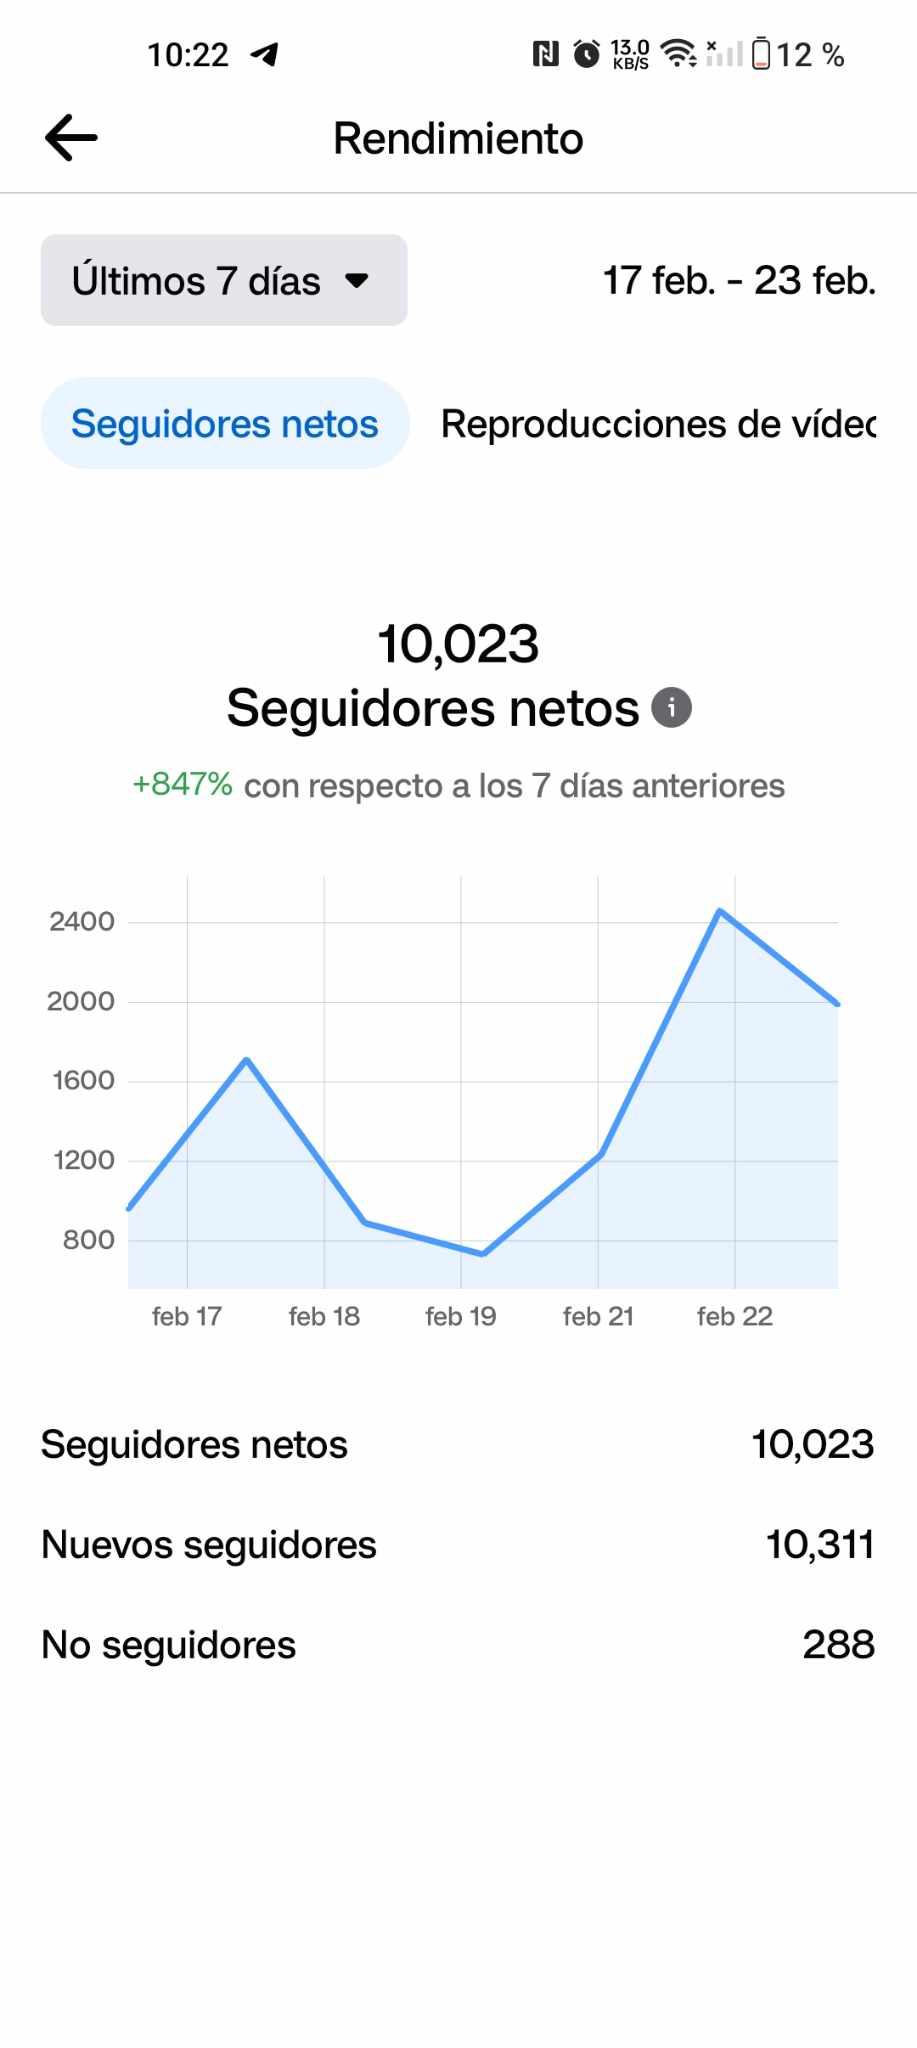 10:22
13.0
KB/S
12 %
Rendimiento
Últimos 7 días
17 feb. - 23 feb.
Seguidores netos
Reproducciones de vídeo
10,023
Seguidores netos
+847% con respecto a los 7 días anteriores
2400
2000
1600
1200
800
feb 17
feb 18
feb 19
feb 21
feb 22
Seguidores netos 10,023
Nuevos seguidores 10,311
No seguidores 288